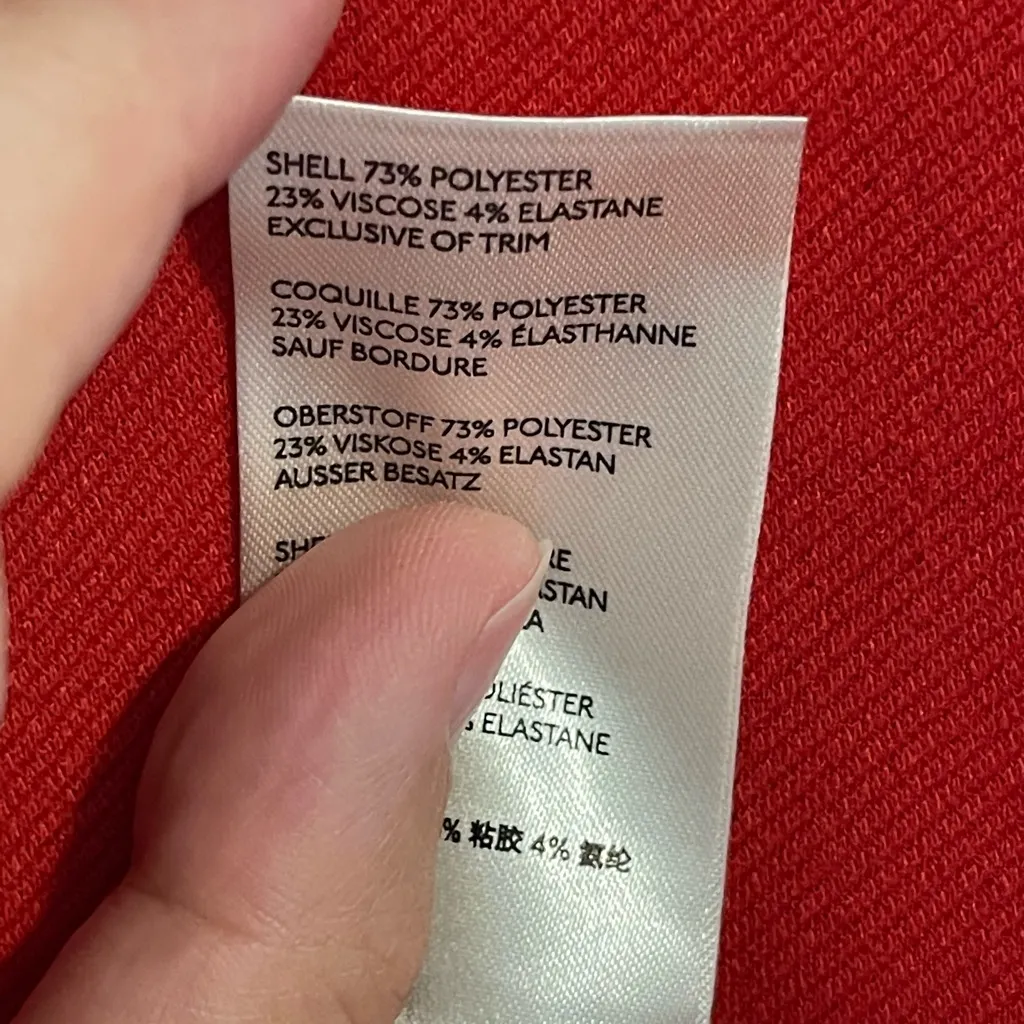 SHELL 73% POLYESTER
23% VISCOSE 4% ELASTANE
EXCLUSIVE OF TRIM
COQUILLE 73% POLYESTER
23% VISCOSE 4% ÉLASTHANNE
SAUF BORDURE
OBERSTOFF 73% POLYESTER
23% VISKOSE 4% ELASTAN
AUSSER BESATZ
ELASTANE
% 粘胶 4% 氨纶